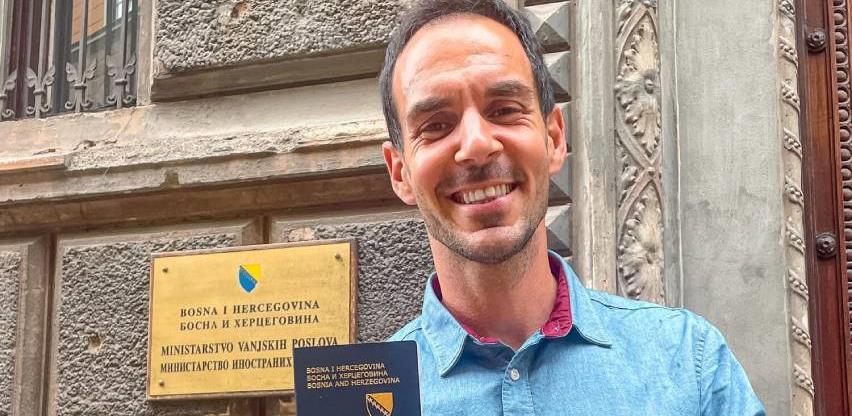 BOSNA I HERCEGOVINA
БОСНА И ХЕРЦЕГОВИНА
MINISTARSTVO VANJSKIH POSLOVA
МИНИСТАРСТВО ИНОСТРАНИХ
BOSNA I HERCEGOVINA
БОСНА И ХЕРЦЕГОВИНА
BOSNIA AND HERZEGOVINA